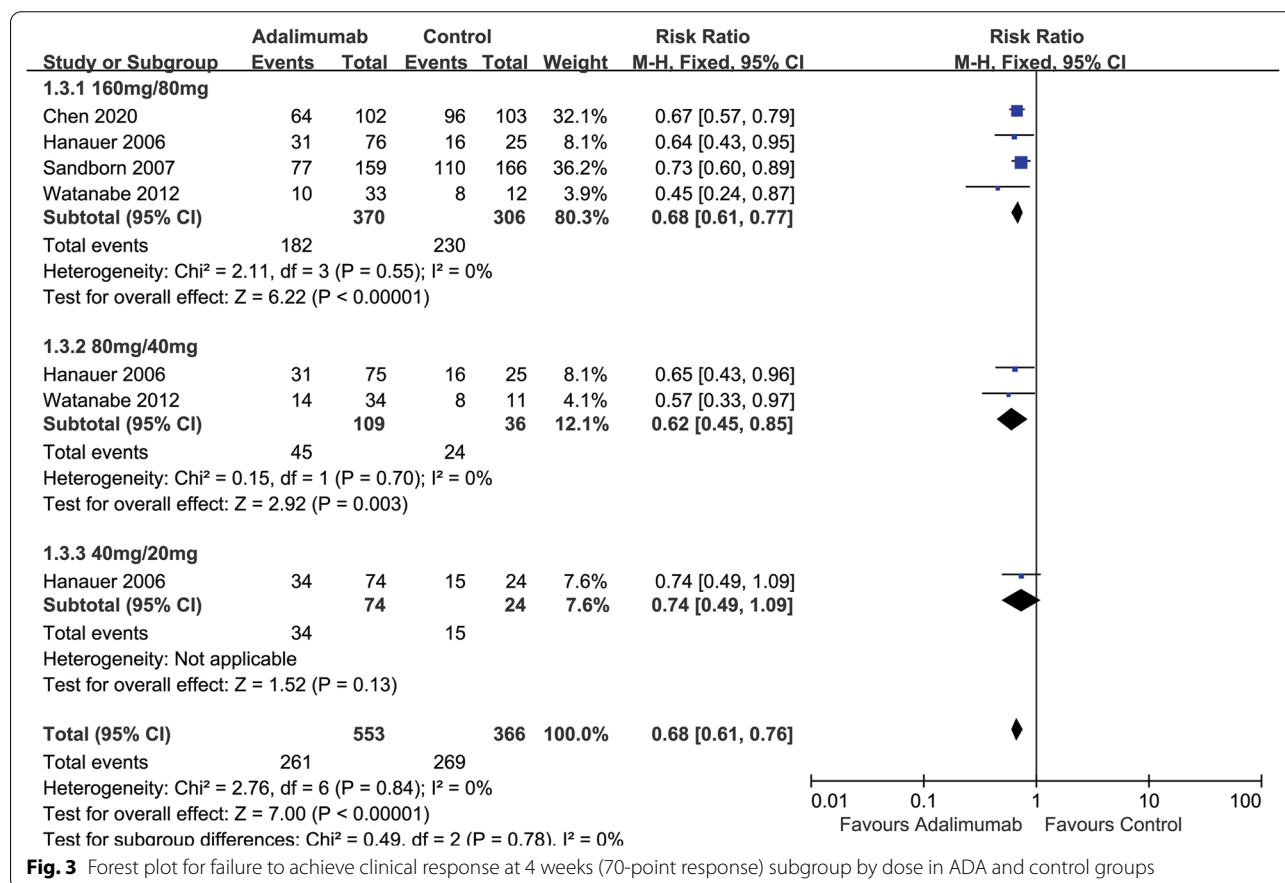 Adalimumab Control Risk Ratio Risk Ratio
Study or Subgroup Events Total Events Total Weight M-H, Fixed, 95% CI M-H, Fixed, 95% CI
1.3.1 160mg/80mg
Chen 2020 64 102 96 103 32.1% 0.67 [0.57, 0.79]
Hanauer 2006 31 76 16 25 8.1% 0.64 [0.43, 0.95]
Sandborn 2007 77 159 110 166 36.2% 0.73 [0.60, 0.89]
Watanabe 2012 10 33 8 12 3.9% 0.45 [0.24, 0.87]
Subtotal (95% CI) 370 306 80.3% 0.68 [0.61, 0.77]
Total events 182 230
Heterogeneity: Chi² = 2.11, df = 3 (P = 0.55); I² = 0%
Test for overall effect: Z = 6.22 (P < 0.00001)
1.3.2 80mg/40mg
Hanauer 2006 31 75 16 25 8.1% 0.65 [0.43, 0.96]
Watanabe 2012 14 34 8 11 4.1% 0.57 [0.33, 0.97]
Subtotal (95% CI) 109 36 12.1% 0.62 [0.45, 0.85]
Total events 45 24
Heterogeneity: Chi² = 0.15, df = 1 (P = 0.70); I² = 0%
Test for overall effect: Z = 2.92 (P = 0.003)
1.3.3 40mg/20mg
Hanauer 2006 34 74 15 24 7.6% 0.74 [0.49, 1.09]
Subtotal (95% CI) 74 24 7.6% 0.74 [0.49, 1.09]
Total events 34 15
Heterogeneity: Not applicable
Test for overall effect: Z = 1.52 (P = 0.13)
Total (95% CI) 553 366 100.0% 0.68 [0.61, 0.76]
Total events 261 269
Heterogeneity: Chi² = 2.76, df = 6 (P = 0.84); I² = 0%
Test for overall effect: Z = 7.00 (P < 0.00001)
Test for subgroup differences: Chi² = 0.49, df = 2 (P = 0.78), I² = 0%
0.01 0.1 1 10 100
Favours Adalimumab Favours Control
Fig. 3 Forest plot for failure to achieve clinical response at 4 weeks (70-point response) subgroup by dose in ADA and control groups